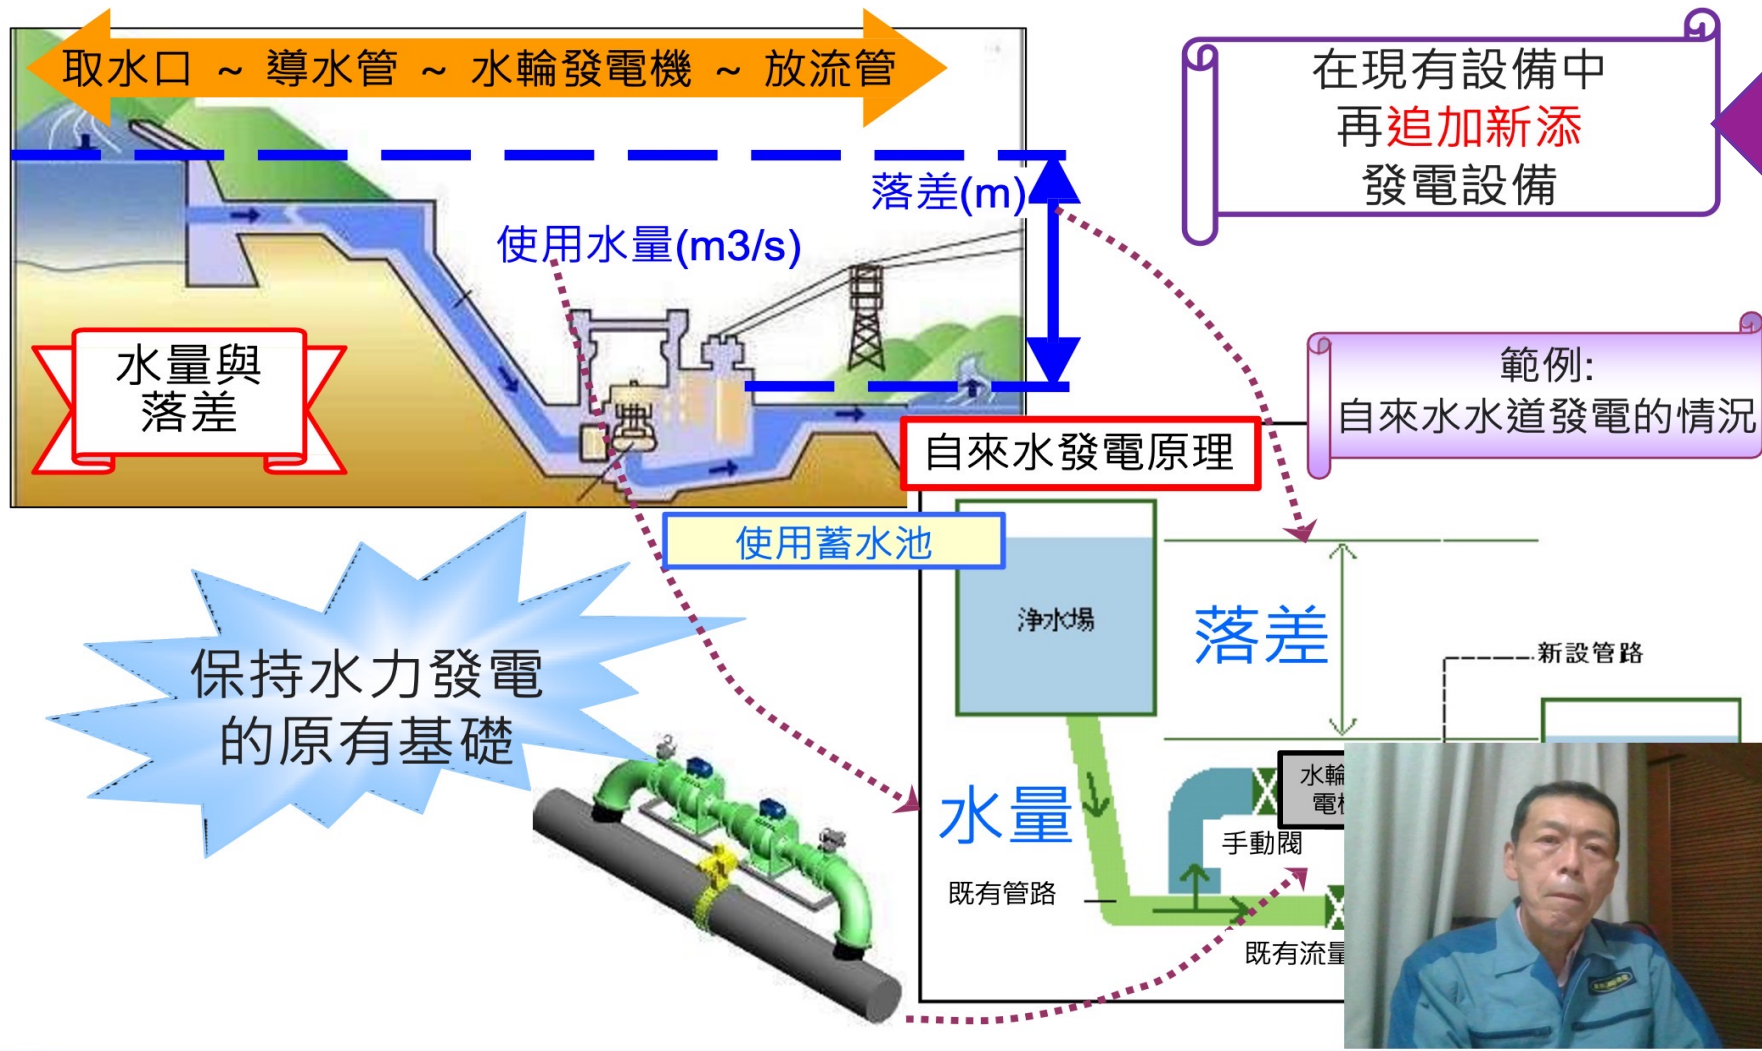 取水口 ~ 導水管 ~ 水輪發電機 ~ 放流管
在現有設備中
再追加新添
發電設備
落差(m)
使用水量(m3/s)
水量與
落差
範例:
自來水水道發電的情況
自來水發電原理
使用蓄水池
浄水場
落差
新設管路
保持水力發電
的原有基礎
水輪
水量
手動閥
既有管路
既有流量